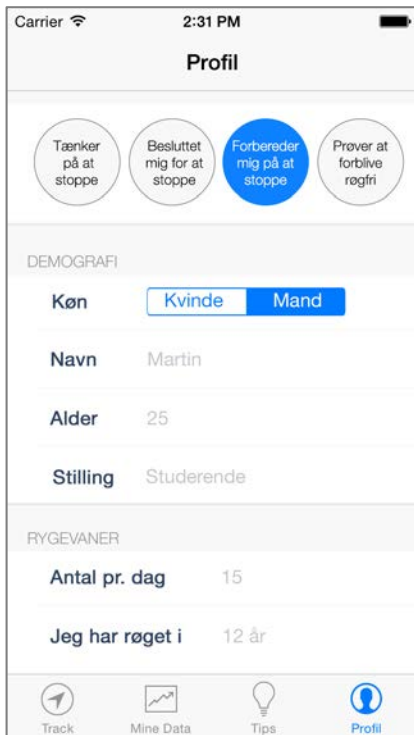 Carrier 2:31 PM
Profil
Tænker på at stoppe
Besluttet mig for at stoppe
Forbereder mig på at stoppe
Prøver at forblive røgfri
DEMOGRAFI
Køn Kvinde Mand
Navn Martin
Alder 25
Stilling Studerende
RYGEVANER
Antal pr. dag 15
Jeg har røget i 12 år
Track Mine Data Tips Profil